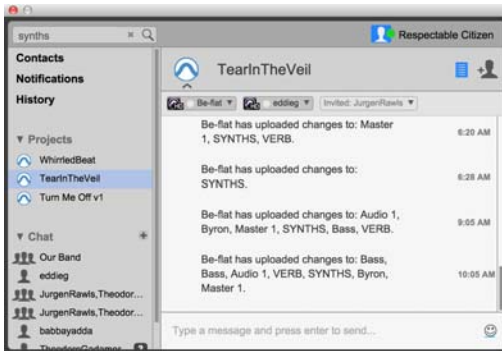 synths
Respectable Citizen
Contacts
Notifications
History
Projects
WhirrledBeat
TearInTheVeil
Turn Me Off v1
Chat
Our Band
eddieg
JurgenRawls,Theodor...
JurgenRawls,Theodor...
babbayadda
TearInTheVeil
Be-flat
eddieg
Invited: JurgenRawls
Be-flat has uploaded changes to: Master
1, SYNTHS, VERB.
6:20 AM
Be-flat has uploaded changes to:
SYNTHS.
6:28 AM
Be-flat has uploaded changes to: Audio 1,
Byron, Master 1, SYNTHS, Bass, VERB.
9:05 AM
Be-flat has uploaded changes to: Bass,
Bass, Audio 1, VERB, SYNTHS, Byron,
Master 1.
10:05 AM
Type a message and press enter to send...